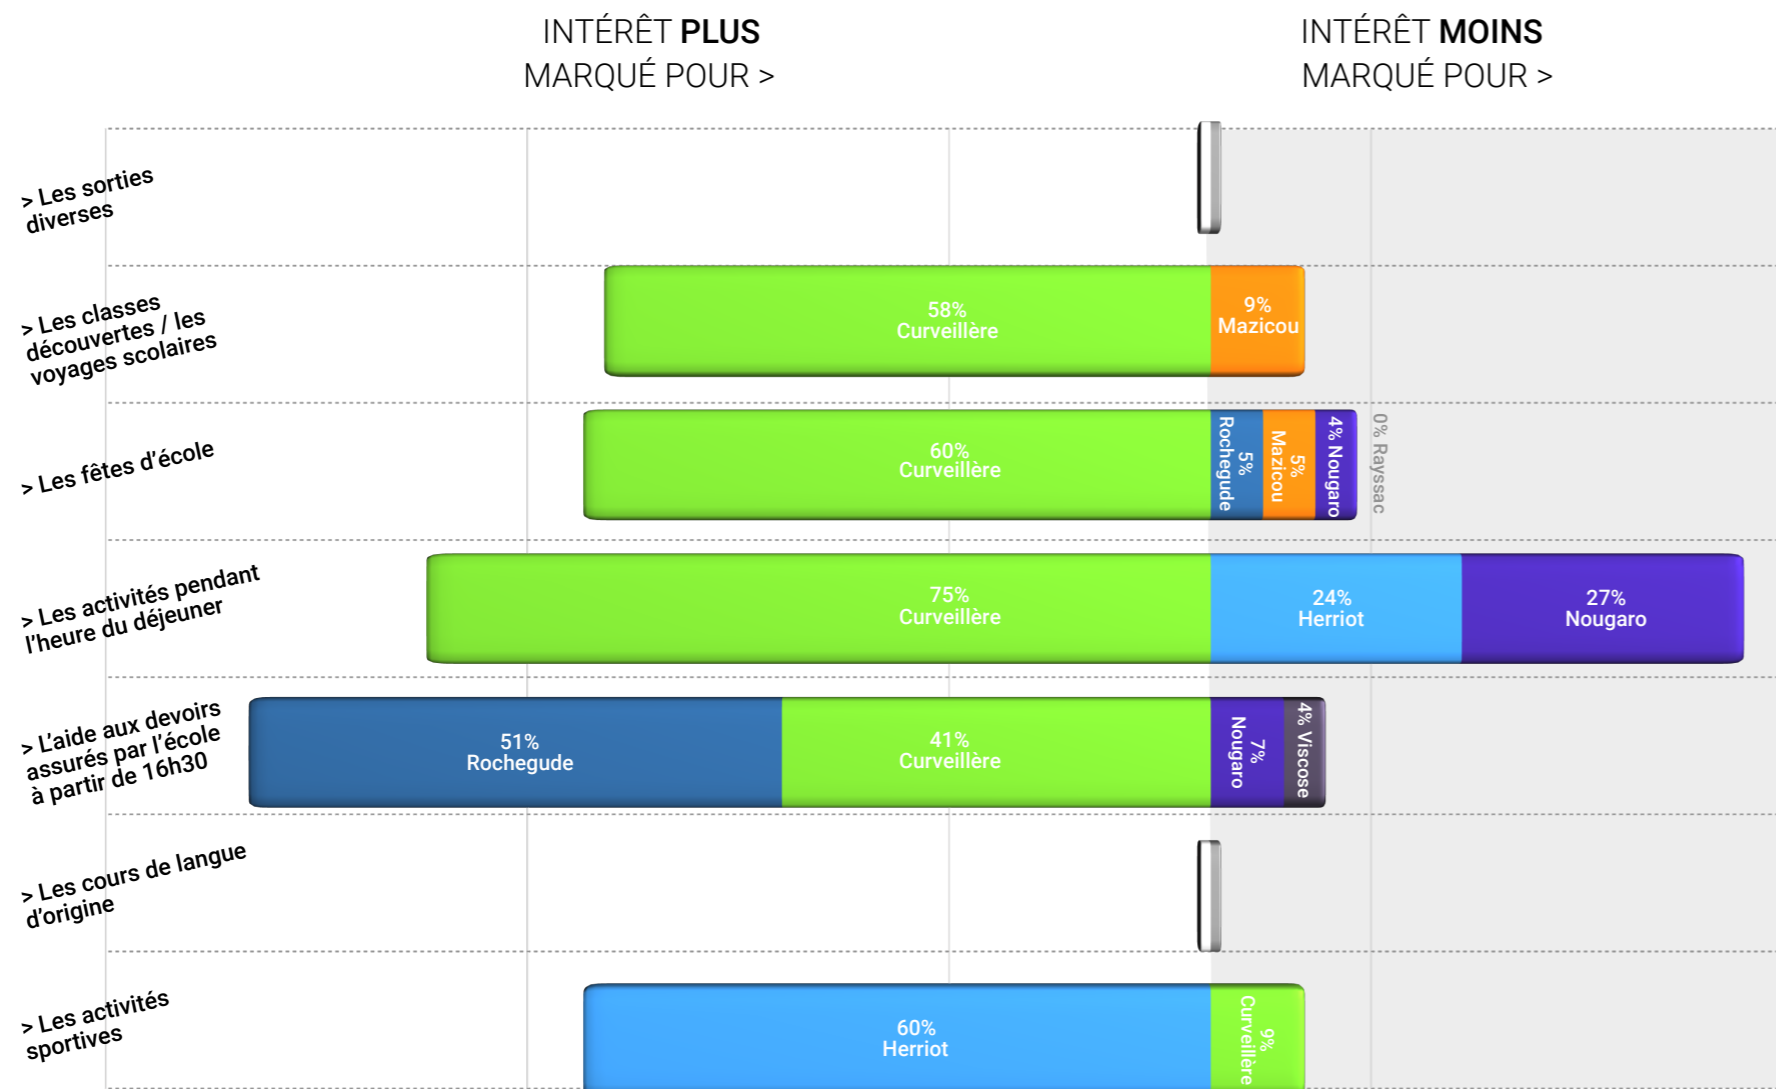 INTÉRÊT PLUS
MARQUÉ POUR >
INTÉRÊT MOINS
MARQUÉ POUR >
> Les sorties
diverses
> Les classes
découvertes / les
voyages scolaires
58%
Curveillère
9%
Mazicou
> Les fêtes d’école
60%
Curveillère
5%
Rochegude
5%
Mazicou
4% Nougaro
0% Rayssac
> Les activités pendant
l’heure du déjeuner
75%
Curveillère
24%
Herriot
27%
Nougaro
> L’aide aux devoirs
assurés par l’école
à partir de 16h30
51%
Rochegude
41%
Curveillère
7%
Nougaro
4% Viscose
> Les cours de langue
d’origine
> Les activités
sportives
60%
Herriot
9%
Curveillère